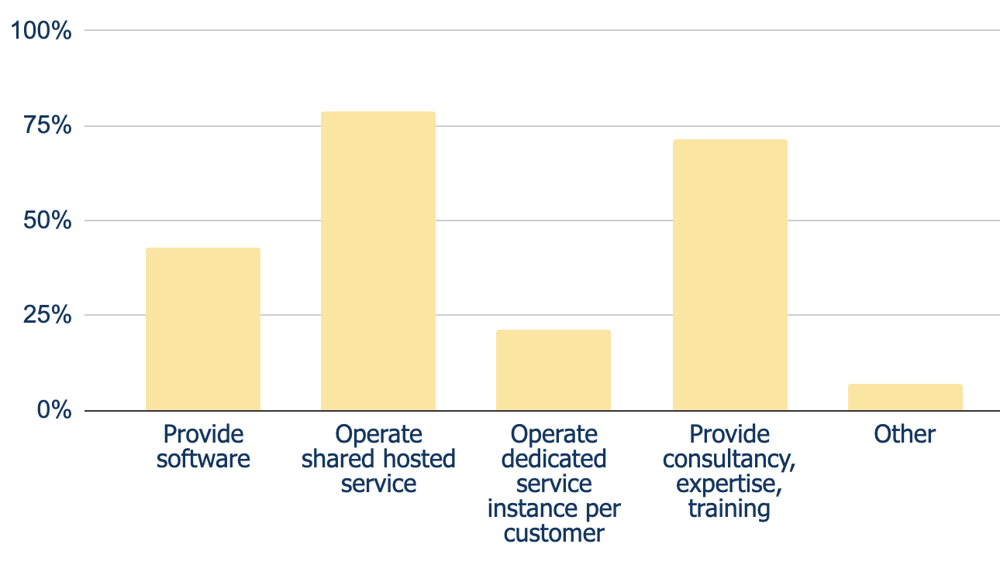 100%
75%
50%
25%
0%
Provide
software
Operate
shared hosted
service
Operate
dedicated
service
instance per
customer
Provide
consultancy,
expertise,
training
Other